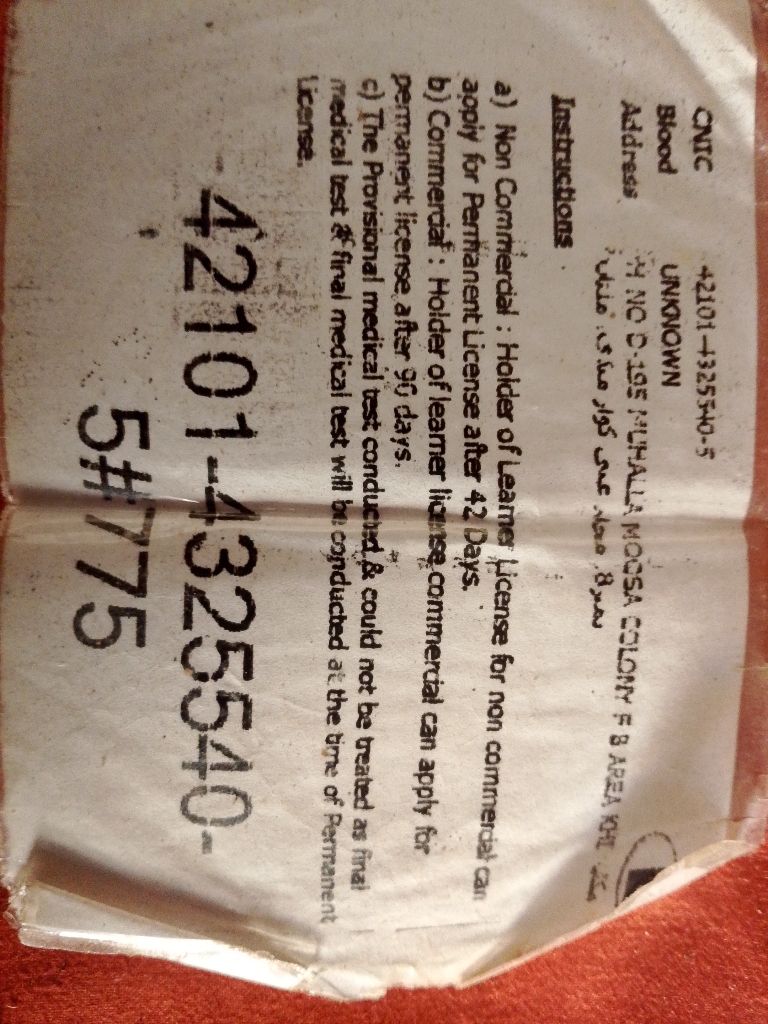 CNIC 42101-4325540-5
Blood UNKNOWN
Address H NO D-195 MUHALLA MOOSA COLONY F B AREA KHI
Instructions
a) Non Commercial : Holder of Learner License for non commercial can
apply for Permanent License after 42 Days.
b) Commercial : Holder of learner license commercial can apply for
permanent license after 90 days.
c) The Provisional medical test conducted & could not be treated as final
medical test & final medical test will be conducted at the time of Permanent
License.
42101-4325540-
5#775